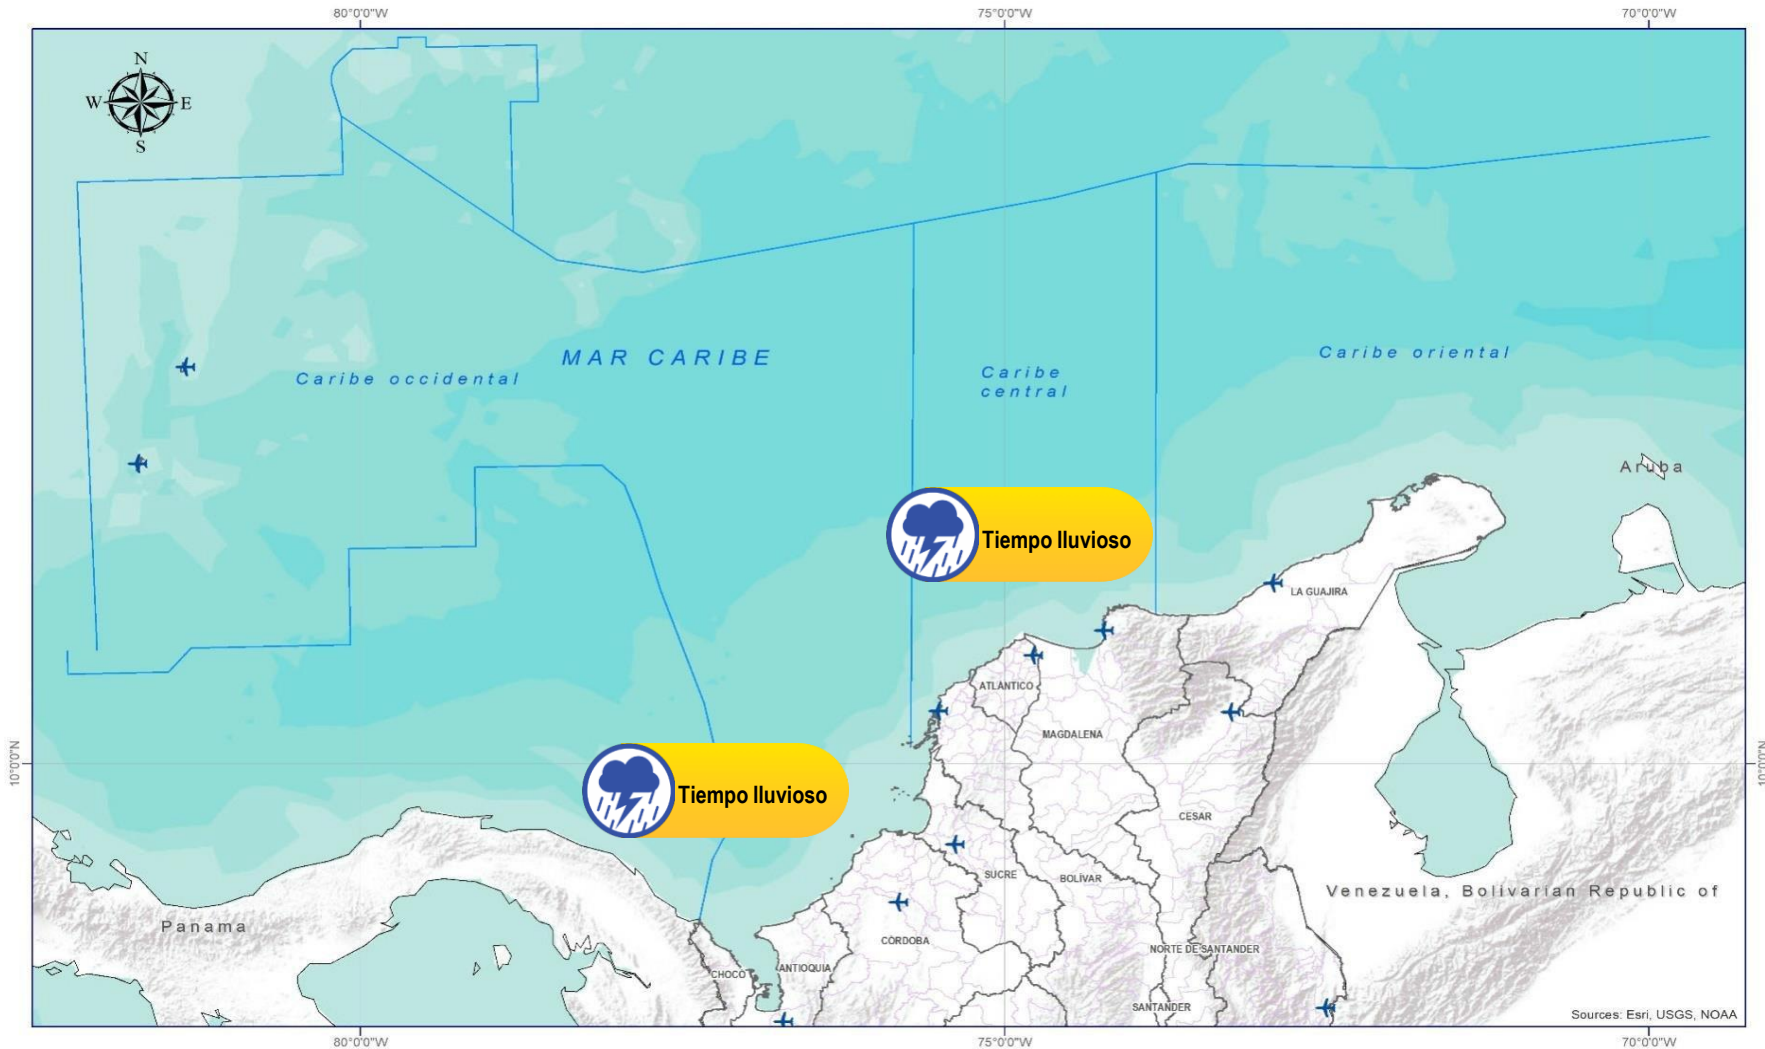 80°0'0"W
75°0'0"W
70°0'0"W
N
W
E
S
MAR CARIBE
Caribe occidental
Caribe
central
Caribe oriental
Aruba
Tiempo lluvioso
LA GUAJIRA
ATLANTICO
MAGDALENA
10°0'0"N
10°0'0"N
Tiempo lluvioso
CESAR
SUCRE
BOLÍVAR
Venezuela, Bolivarian Republic of
Panama
CÓRDOBA
NORTE DE SANTANDER
CHOCO
ANTIOQUIA
SANTANDER
Sources: Esri, USGS, NOAA
80°0'0"W
75°0'0"W
70°0'0"W